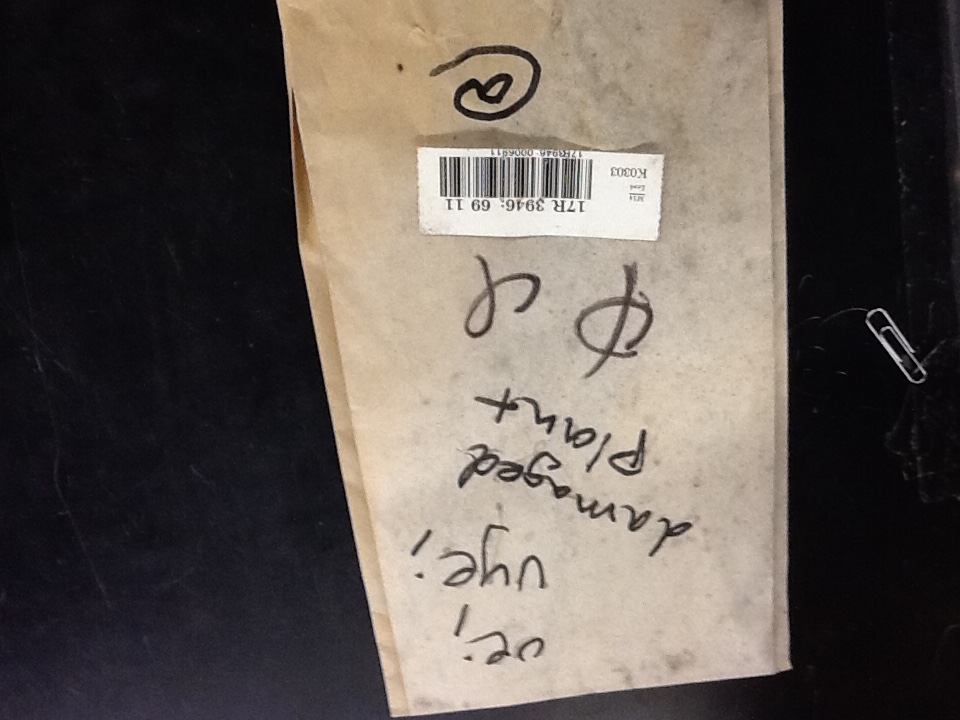 ve;
vye;
damaged
plant
17R 3946: 69 11
K0303
17R3946 0006911
@